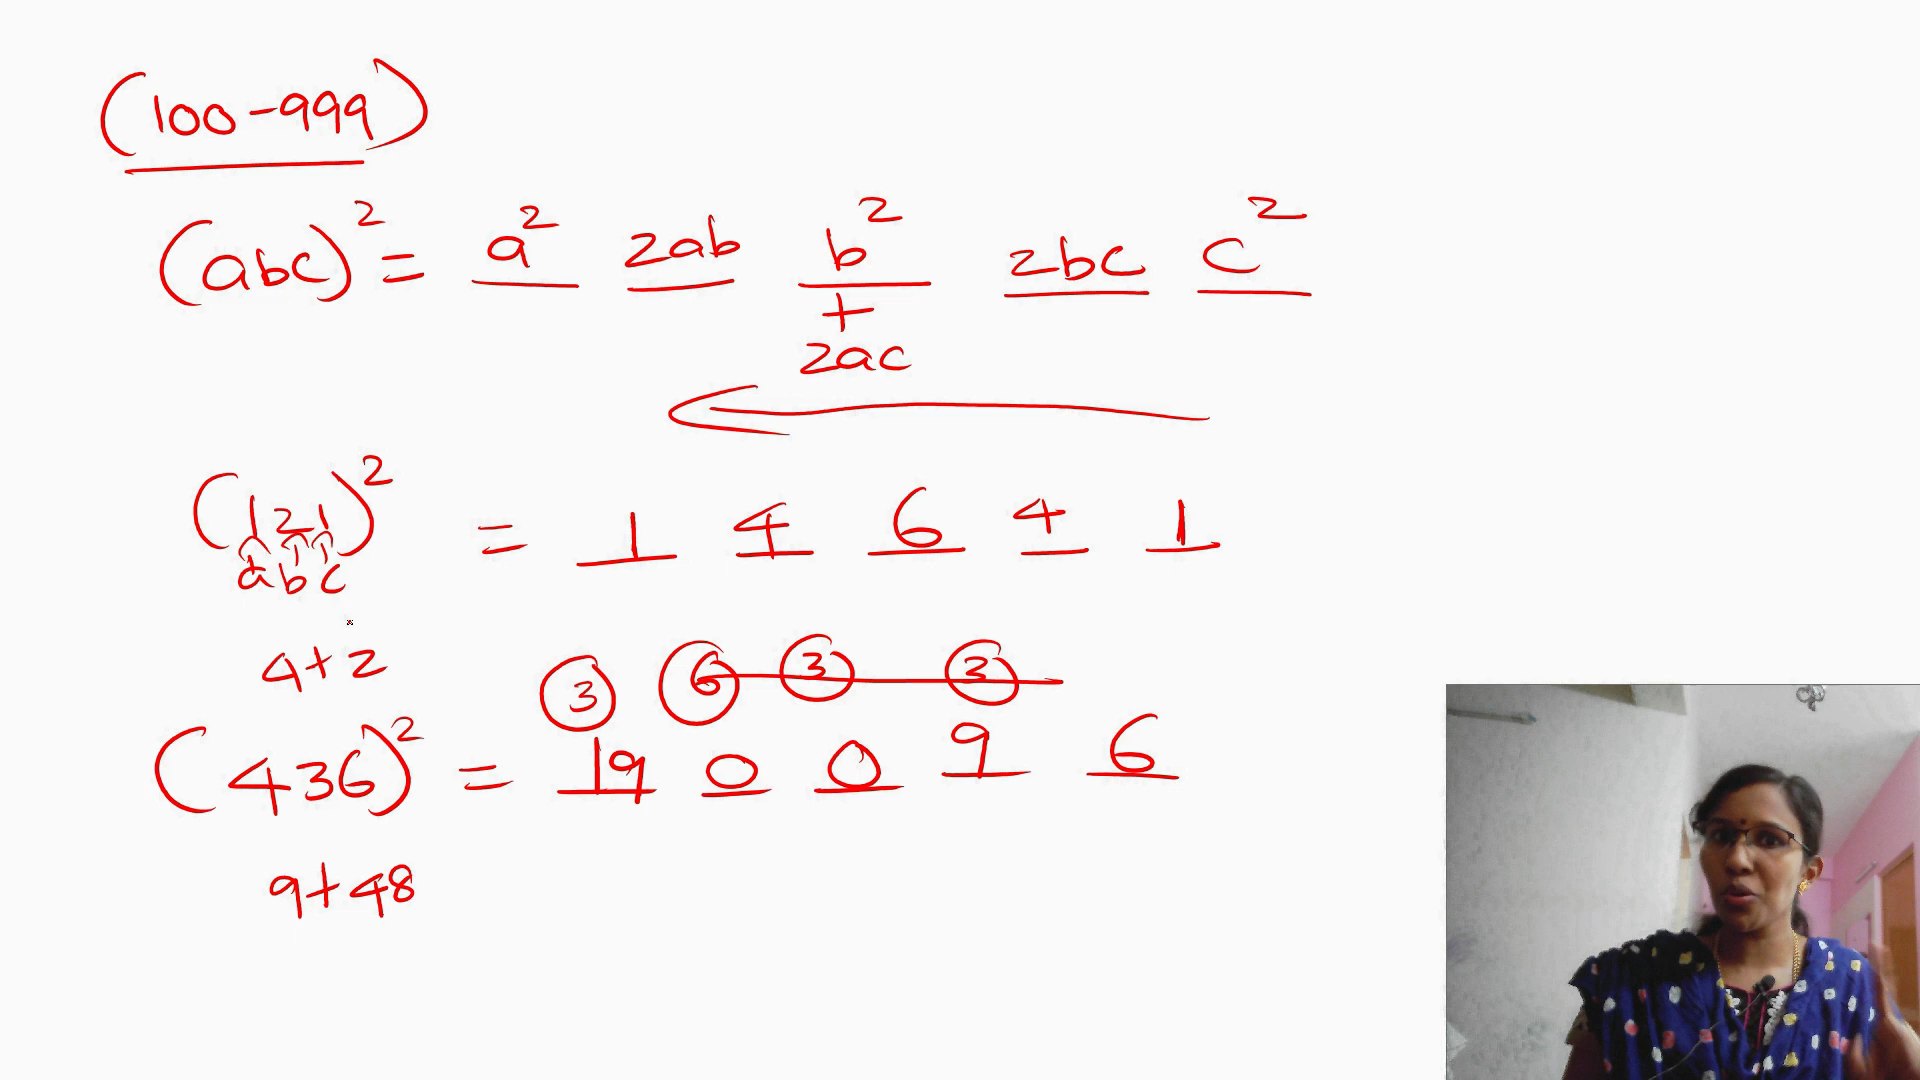 (100-999)
(abc)² = a² 2ab b² 2bc c²
+
2ac
(121)² = 1 4 6 4 1
a b c
4+2
3 6 3 3
(436)² = 19 0 0 9 6
9+48